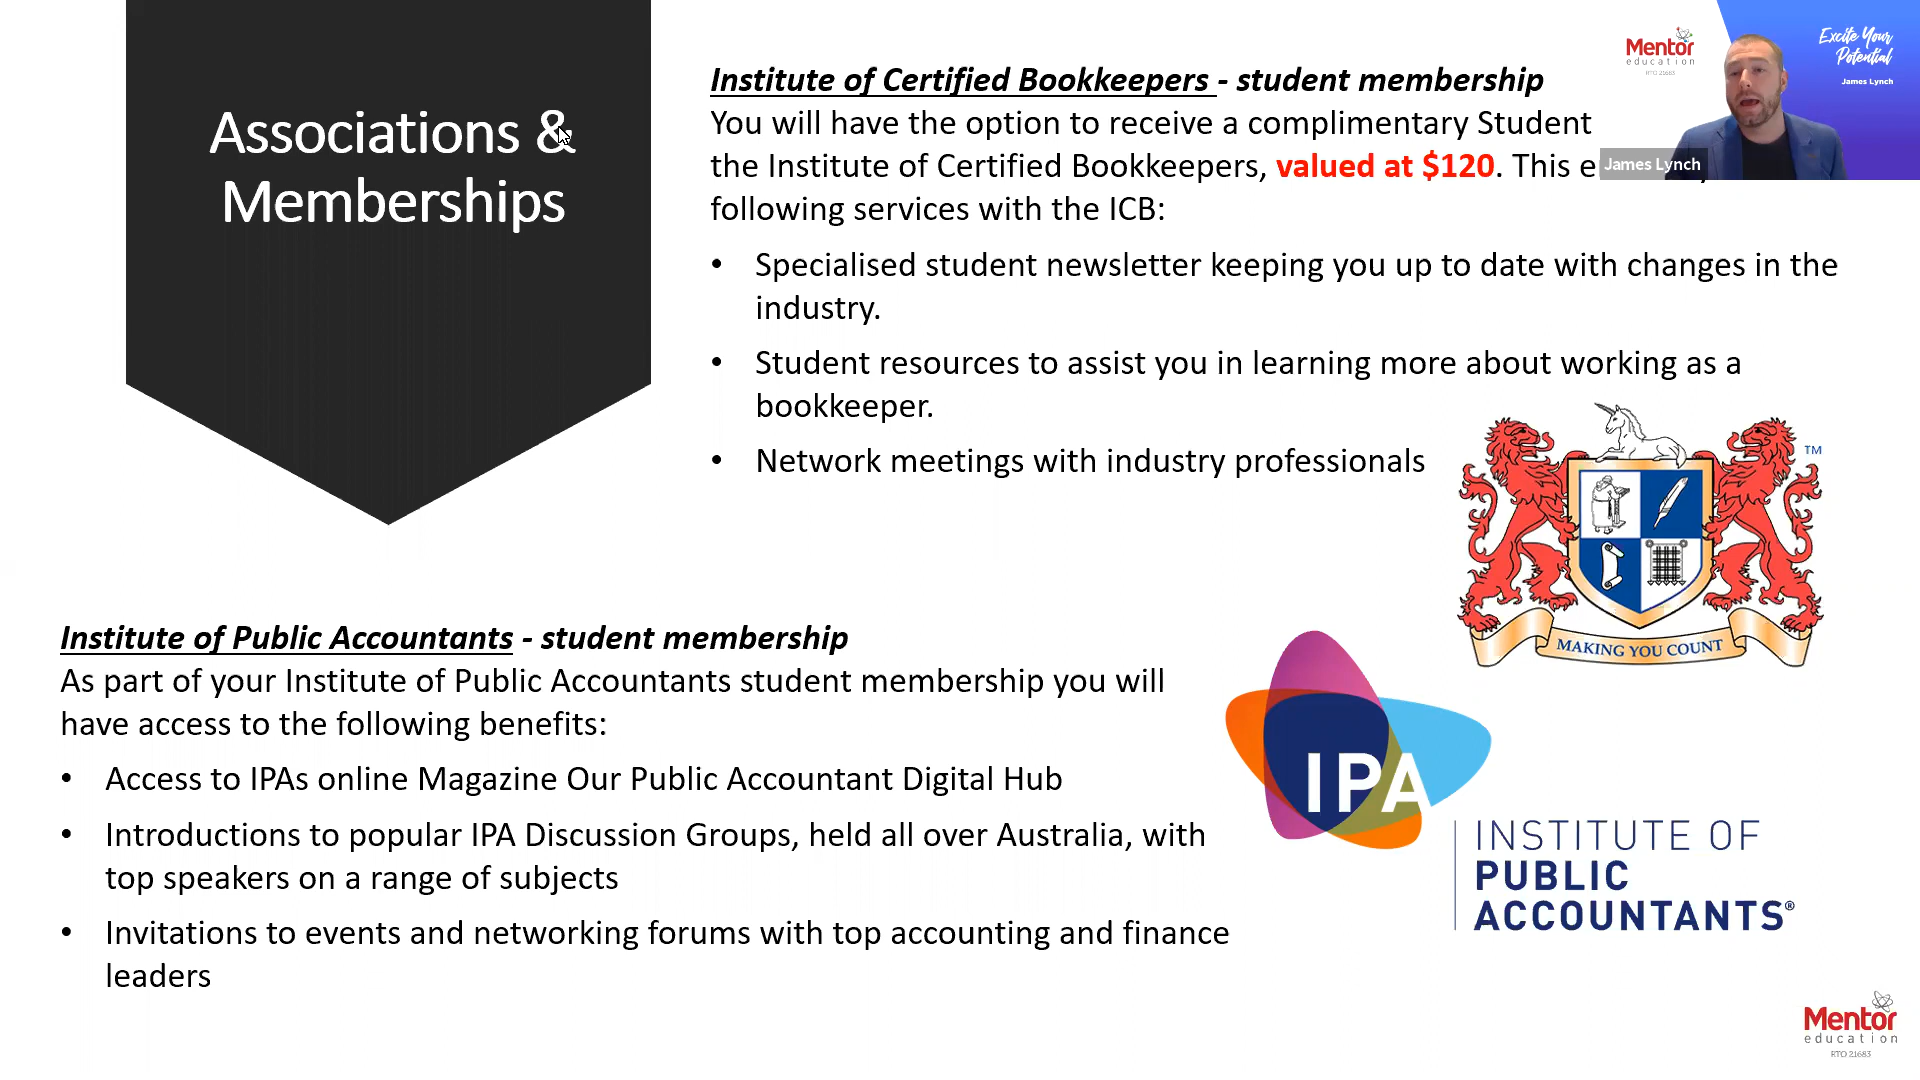 Associations &
Memberships
Institute of Certified Bookkeepers - student membership
You will have the option to receive a complimentary Student
the Institute of Certified Bookkeepers, valued at $120. This
following services with the ICB:
• Specialised student newsletter keeping you up to date with changes in the
industry.
• Student resources to assist you in learning more about working as a
bookkeeper.
• Network meetings with industry professionals
Mentor
education
RTO 21683
Excite Your
Potential
James Lynch
James Lynch
TM
MAKING YOU COUNT
Institute of Public Accountants - student membership
As part of your Institute of Public Accountants student membership you will
have access to the following benefits:
• Access to IPAs online Magazine Our Public Accountant Digital Hub
• Introductions to popular IPA Discussion Groups, held all over Australia, with
top speakers on a range of subjects
• Invitations to events and networking forums with top accounting and finance
leaders
IPA
INSTITUTE OF
PUBLIC
ACCOUNTANTS®
Mentor
education
RTO 21683